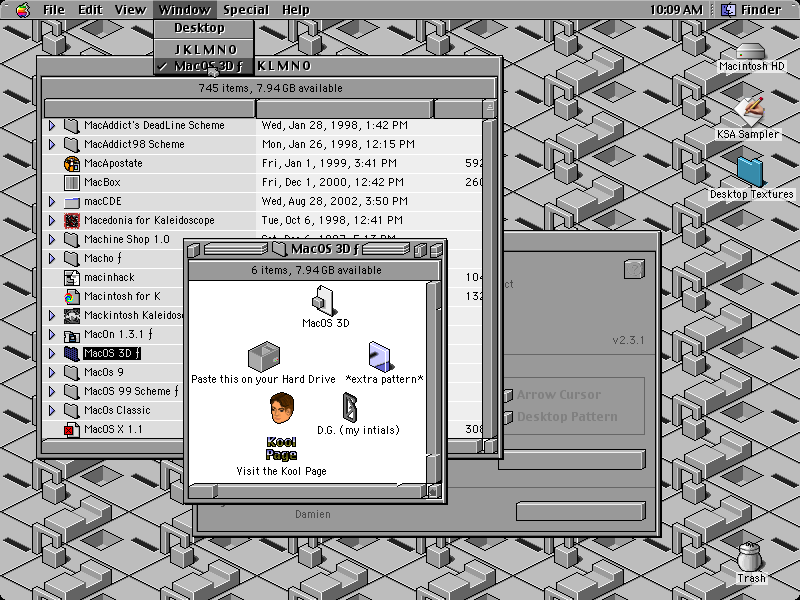 File Edit View Window Special Help 10:09 AM Finder
Desktop
JKLMNO
✓ MacOS 3D ƒ
KLMNO
745 items, 7.94 GB available
MacAddict's DeadLine Scheme Wed, Jan 28, 1998, 1:42 PM
MacAddict98 Scheme Mon, Jan 26, 1998, 12:15 PM
MacApostate Fri, Jan 1, 1999, 3:41 PM 592
MacBox Fri, Dec 1, 2000, 12:42 PM 260
macCDE Wed, Aug 28, 2002, 3:50 PM
Macedonia for Kaleidoscope Tue, Oct 6, 1998, 12:41 PM
Machine Shop 1.0
Macho ƒ
macinhack 104
Macintosh for K 132
Mackintosh Kaleidos
MacOn 1.3.1 ƒ
MacOS 3D ƒ
MacOs 9
MacOS 99 Scheme ƒ
MacOs Classic
MacOS X 1.1 308
MacOS 3D ƒ
6 items, 7.94 GB available
MacOS 3D
Paste this on your Hard Drive
*extra pattern*
D.G. (my intials)
Kool
Page
Visit the Kool Page
ct
v2.3.1
Arrow Cursor
Desktop Pattern
Damien
Macintosh HD
KSA Sampler
Desktop Textures
Trash